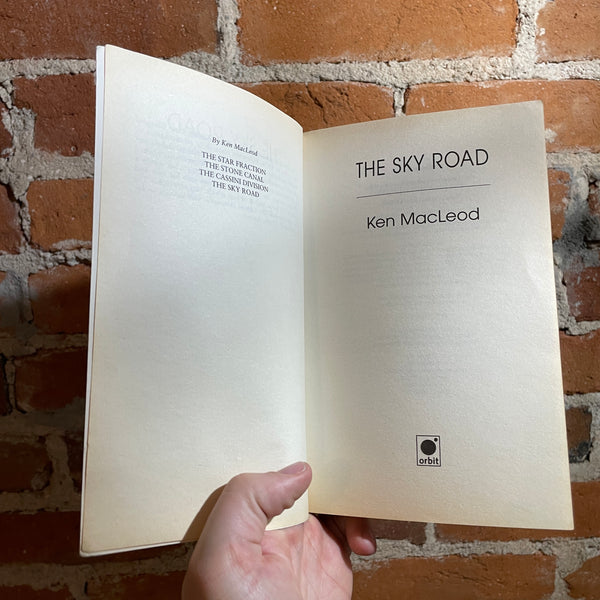 By Ken MacLeod
THE STAR FRACTION
THE STONE CANAL
THE CASSINI DIVISION
THE SKY ROAD
THE SKY ROAD
Ken MacLeod
orbit